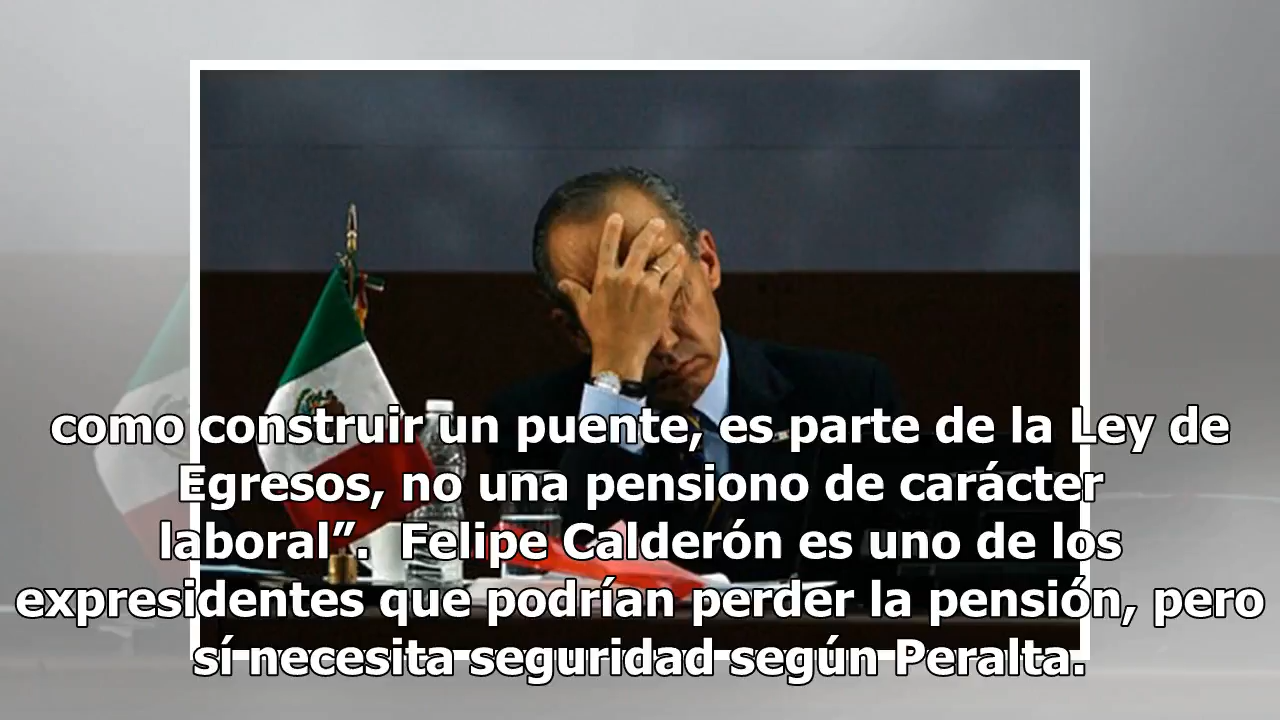 como construir un puente, es parte de la Ley de
Egresos, no una pensiono de carácter
laboral”.  Felipe Calderón es uno de los
expresidentes que podrían perder la pensión, pero
sí necesita seguridad según Peralta.